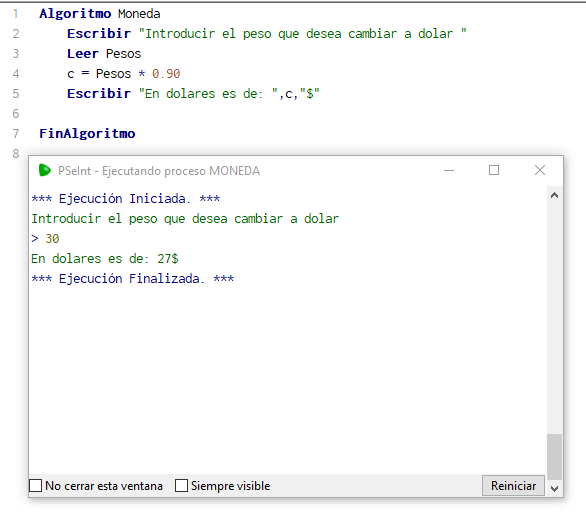 1 Algoritmo Moneda
2 Escribir "Introducir el peso que desea cambiar a dolar "
3 Leer Pesos
4 c = Pesos * 0.90
5 Escribir "En dolares es de: ",c,"$"
6
7 FinAlgoritmo
8
PSeInt - Ejecutando proceso MONEDA
*** Ejecución Iniciada. ***
Introducir el peso que desea cambiar a dolar
> 30
En dolares es de: 27$
*** Ejecución Finalizada. ***
No cerrar esta ventana Siempre visible Reiniciar